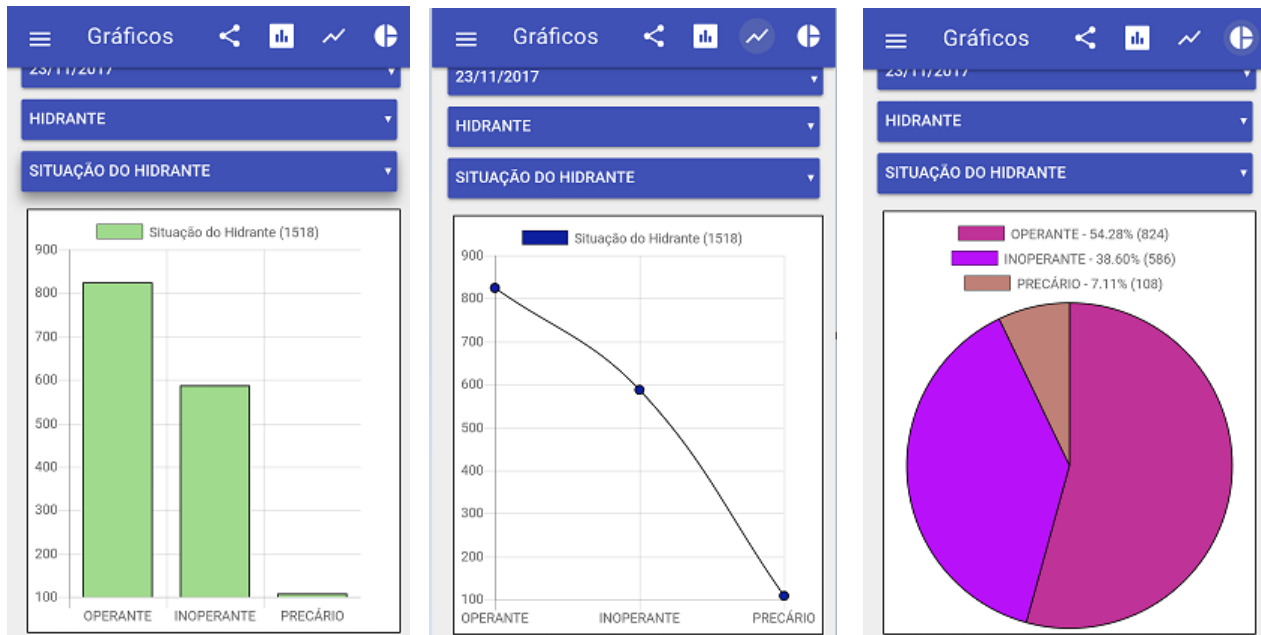 Gráficos
23/11/2017
HIDRANTE
SITUAÇÃO DO HIDRANTE
Situação do Hidrante (1518)
900
800
700
600
500
400
300
200
100
OPERANTE INOPERANTE PRECÁRIO
Gráficos
23/11/2017
HIDRANTE
SITUAÇÃO DO HIDRANTE
Situação do Hidrante (1518)
900
800
700
600
500
400
300
200
100
OPERANTE INOPERANTE PRECÁRIO
Gráficos
23/11/2017
HIDRANTE
SITUAÇÃO DO HIDRANTE
OPERANTE - 54.28% (824)
INOPERANTE - 38.60% (586)
PRECÁRIO - 7.11% (108)